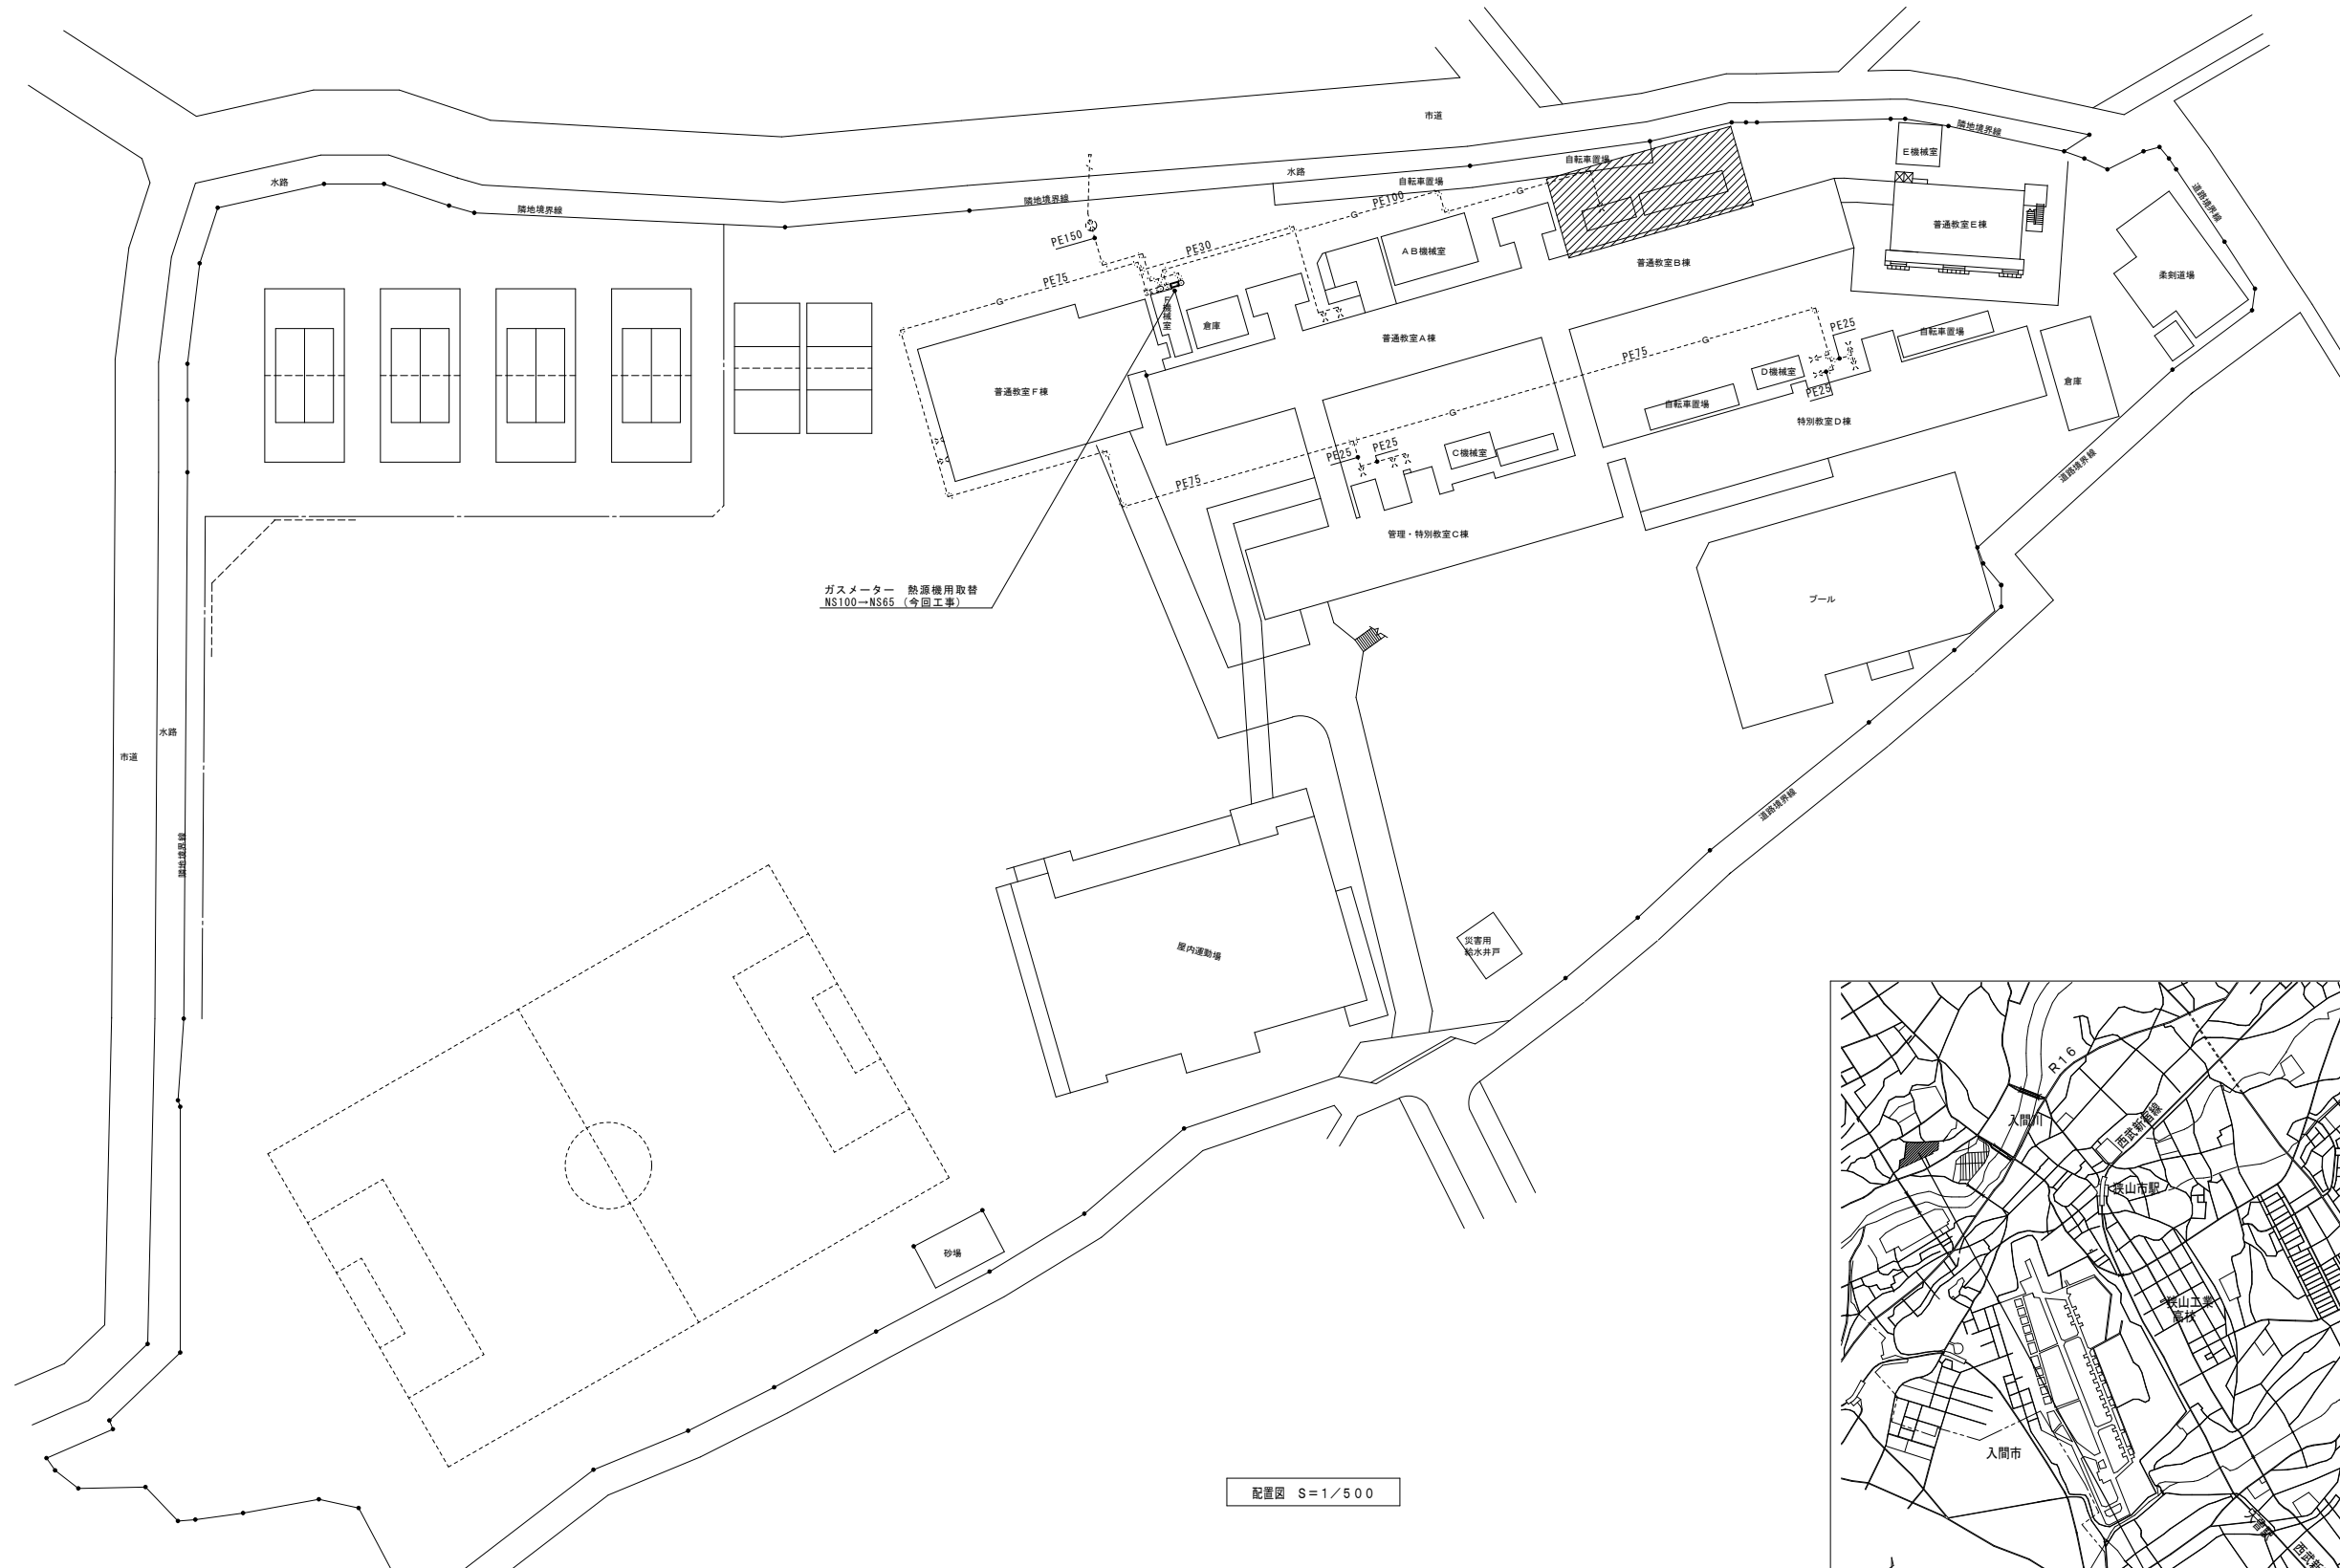 市道
隣地境界線
E機械室
自転車置場
水路
自転車置場
水路
隣地境界線
隣地境界線
道路境界線
G
PE100
G
普通教室E棟
PE150
PE30
AB機械室
普通教室B棟
柔剣道場
PE75
G
F機械室
倉庫
普通教室A棟
PE25
自転車置場
G
PE75
D機械室
倉庫
普通教室F棟
PE25
自転車置場
G
特別教室D棟
PE25
PE25
C機械室
道路境界線
PE75
管理・特別教室C棟
ガスメーター 熱源機用取替
NS100→NS65 (今回工事)
プール
水路
市道
道路境界線
隣地境界線
屋内運動場
災害用
給水井戸
砂場
R16
入間川
西武新宿線
狭山市駅
狭山工業
高校
入間市
配置図 S=1/500